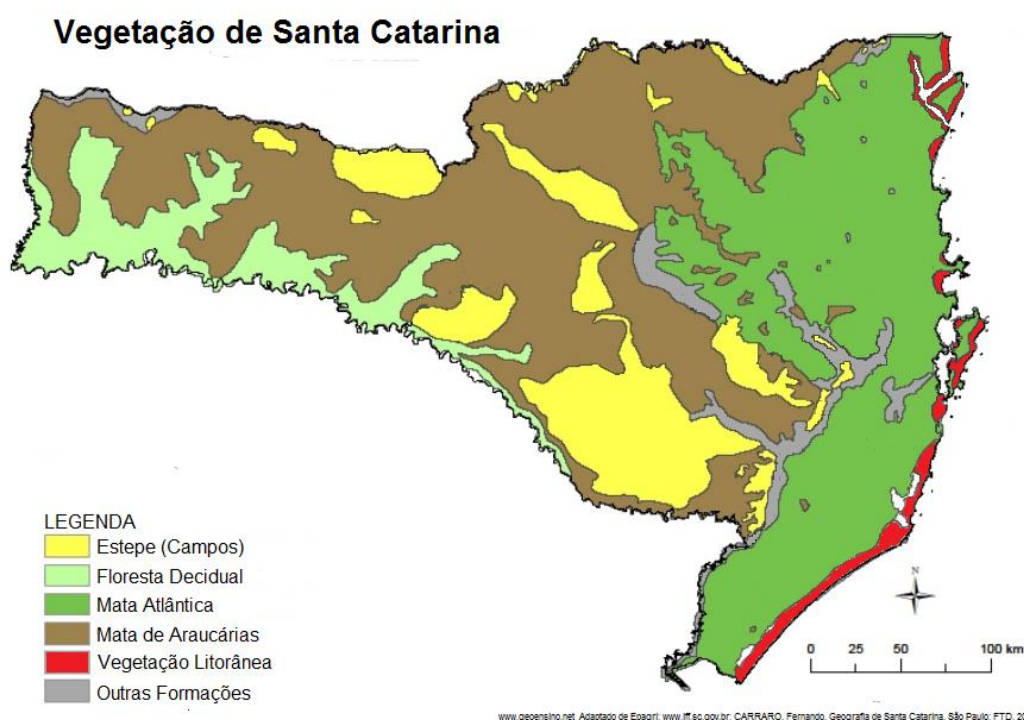 Vegetação de Santa Catarina
LEGENDA
Estepe (Campos)
Floresta Decidual
Mata Atlântica
Mata de Araucárias
Vegetação Litorânea
Outras Formações
N
0 25 50 100 km
www.geoensino.net Adaptado de Epagri; www.iff.sc.gov.br; CARRARO, Fernando. Geografia de Santa Catarina. São Paulo: FTD, 20